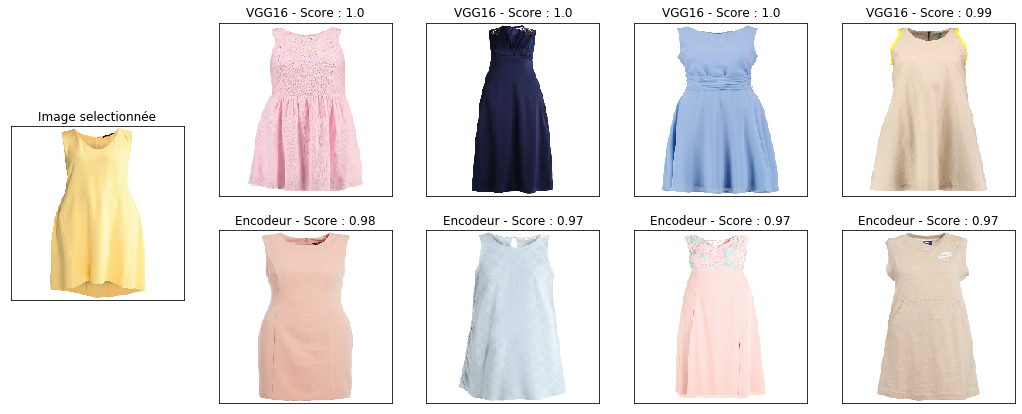 VGG16 - Score : 1.0
VGG16 - Score : 1.0
VGG16 - Score : 1.0
VGG16 - Score : 0.99
Image selectionnée
Encodeur - Score : 0.98
Encodeur - Score : 0.97
Encodeur - Score : 0.97
Encodeur - Score : 0.97